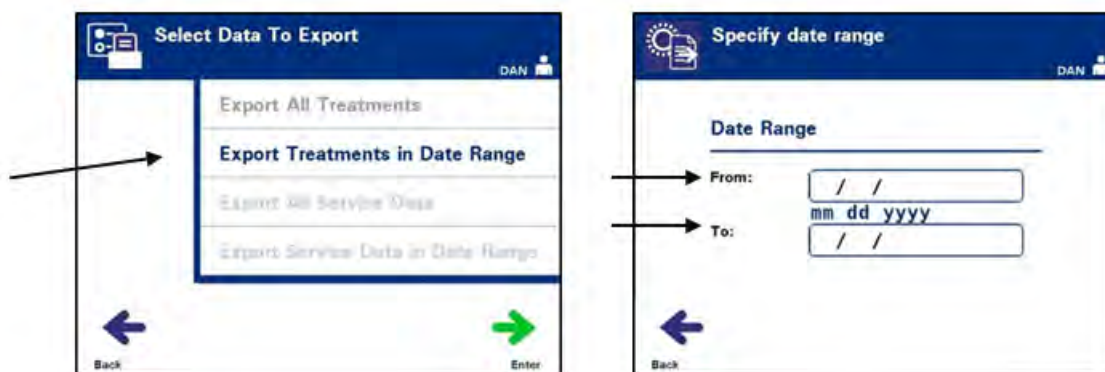 Select Data To Export
DAN
Export All Treatments
Export Treatments in Date Range
Export All Service Data
Export Service Data in Date Range
Back
Enter
Specify date range
DAN
Date Range
From:
/ /
mm dd yyyy
To:
/ /
Back